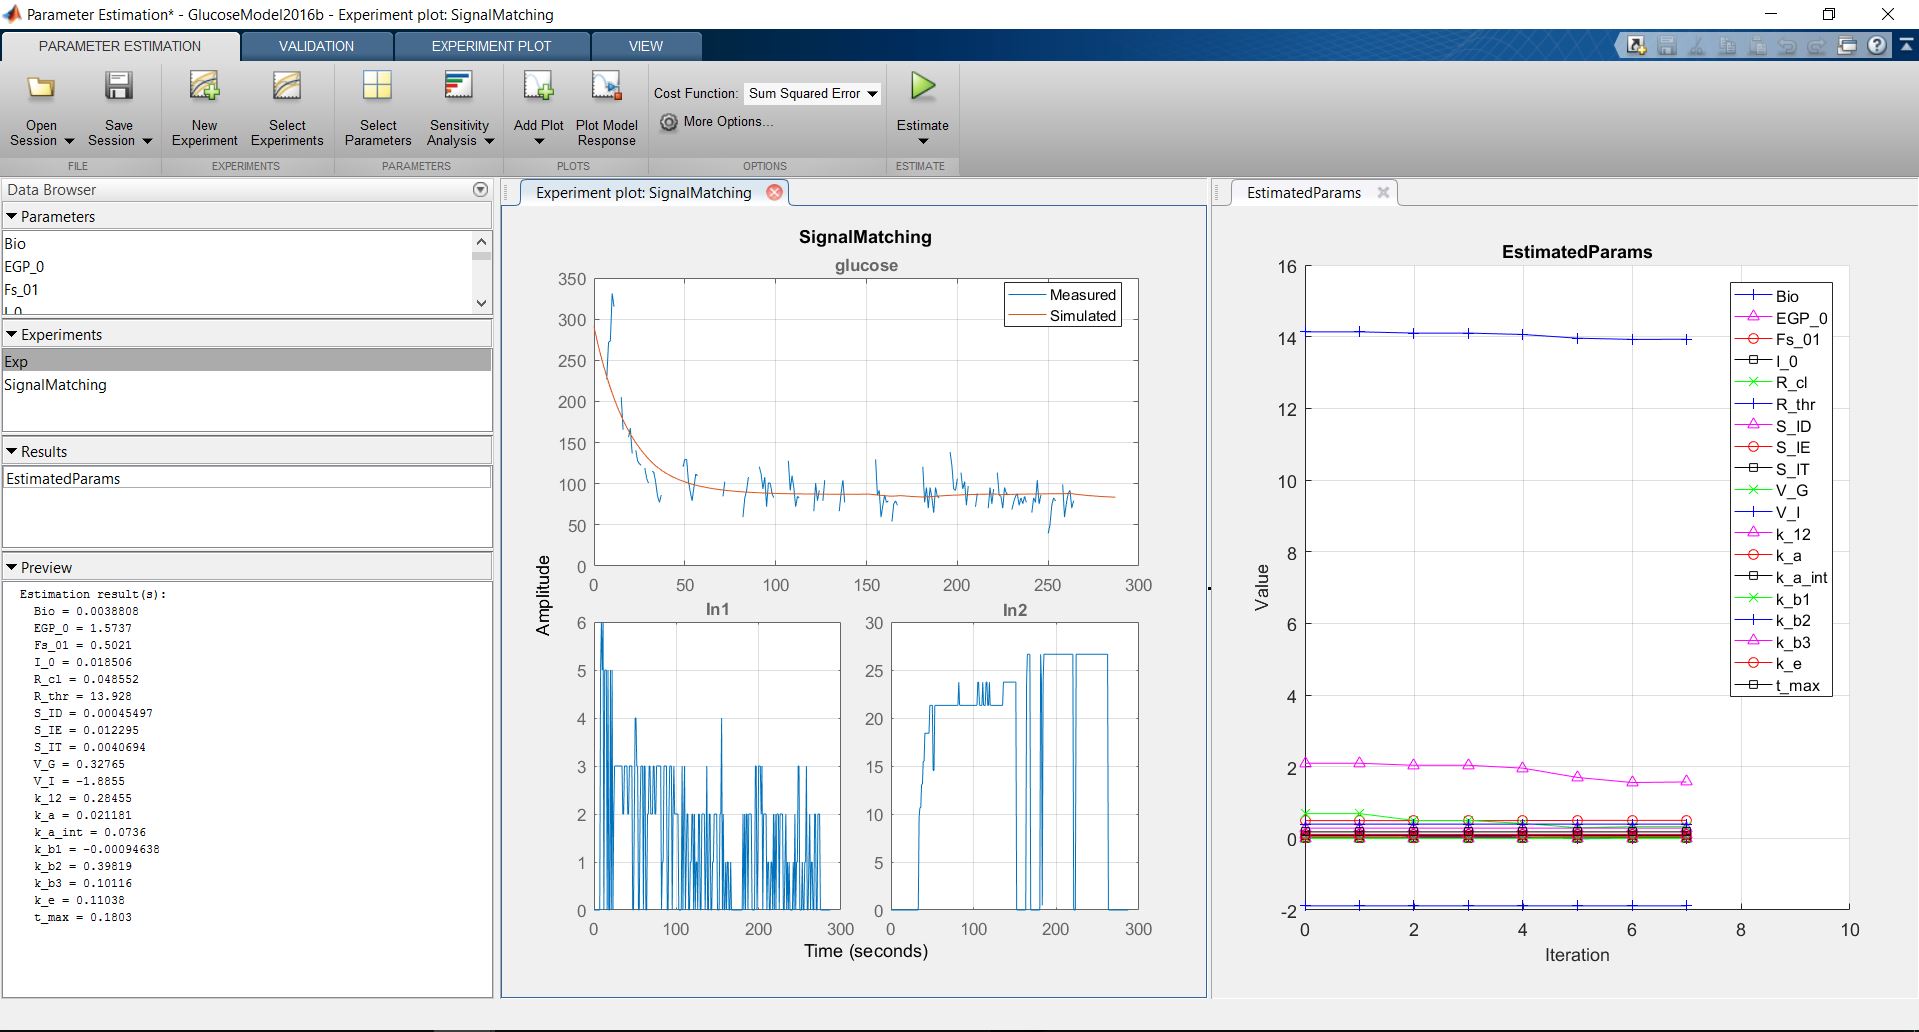 Parameter Estimation* - GlucoseModel2016b - Experiment plot: SignalMatching
PARAMETER ESTIMATION
VALIDATION
EXPERIMENT PLOT
VIEW
Open Session
Save Session
New Experiment
Select Experiments
Select Parameters
Sensitivity Analysis
Add Plot
Plot Model Response
Cost Function: Sum Squared Error
More Options...
Estimate
FILE
EXPERIMENTS
PARAMETERS
PLOTS
OPTIONS
ESTIMATE
Data Browser
Parameters
Bio
EGP_0
Fs_01
I_0
Experiments
Exp
SignalMatching
Results
EstimatedParams
Preview
Estimation result(s):
Bio = 0.0038808
EGP_0 = 1.5737
Fs_01 = 0.5021
I_0 = 0.018506
R_cl = 0.048552
R_thr = 13.928
S_ID = 0.00045497
S_IE = 0.012295
S_IT = 0.0040694
V_G = 0.32765
V_I = -1.8855
k_12 = 0.28455
k_a = 0.021181
k_a_int = 0.0736
k_b1 = -0.00094638
k_b2 = 0.39819
k_b3 = 0.10116
k_e = 0.11038
t_max = 0.1803
Experiment plot: SignalMatching
SignalMatching
glucose
350
300
250
200
150
100
50
0
0 50 100 150 200 250 300
Measured
Simulated
Amplitude
In1
6
5
4
3
2
1
0
0 100 200 300
In2
30
25
20
15
10
5
0
0 100 200 300
Time (seconds)
EstimatedParams
EstimatedParams
16
14
12
10
8
6
4
2
0
-2
0 2 4 6 8 10
Value
Iteration
Bio
EGP_0
Fs_01
I_0
R_cl
R_thr
S_ID
S_IE
S_IT
V_G
V_I
k_12
k_a
k_a_int
k_b1
k_b2
k_b3
k_e
t_max